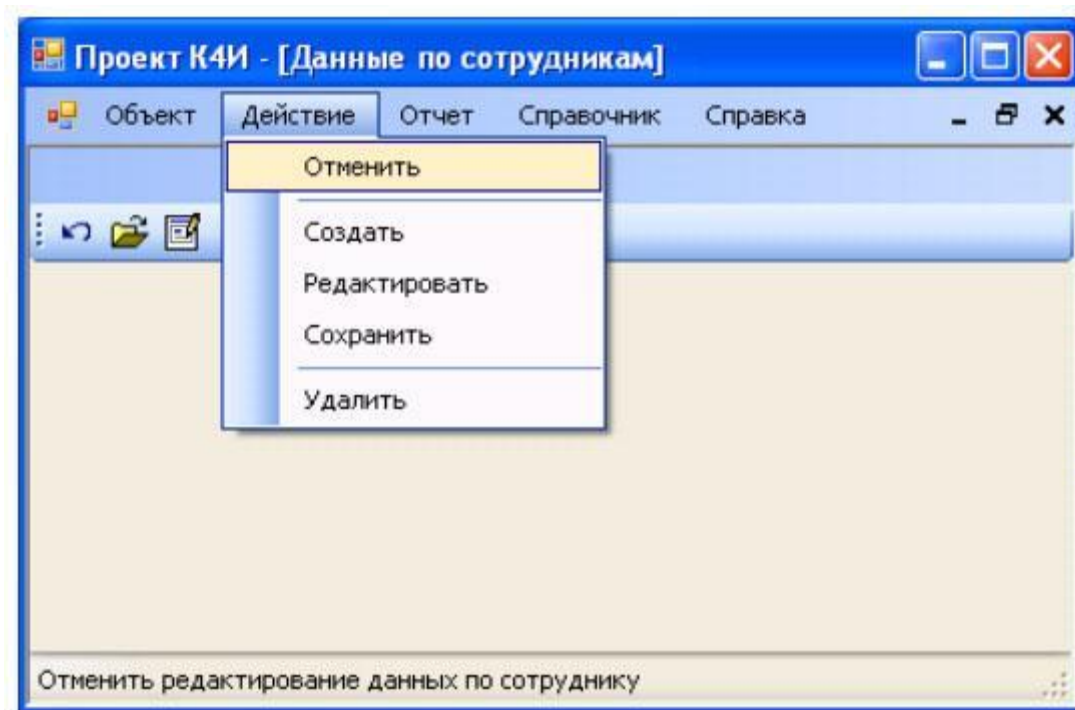 Проект К4И - [Данные по сотрудникам]
Объект Действие Отчет Справочник Справка
Отменить
Создать
Редактировать
Сохранить
Удалить
Отменить редактирование данных по сотруднику